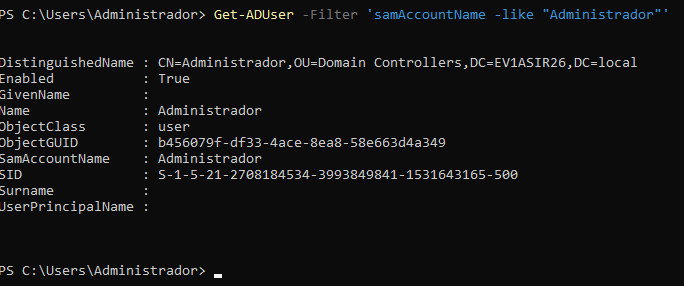 PS C:\Users\Administrador> Get-ADUser -Filter 'samAccountName -like "Administrador"'
DistinguishedName : CN=Administrador,OU=Domain Controllers,DC=EV1ASIR26,DC=local
Enabled           : True
GivenName         :
Name              : Administrador
ObjectClass       : user
ObjectGUID        : b456079f-df33-4ace-8ea8-58e663d4a349
SamAccountName    : Administrador
SID               : S-1-5-21-2708184534-3993849841-1531643165-500
Surname           :
UserPrincipalName :
PS C:\Users\Administrador>